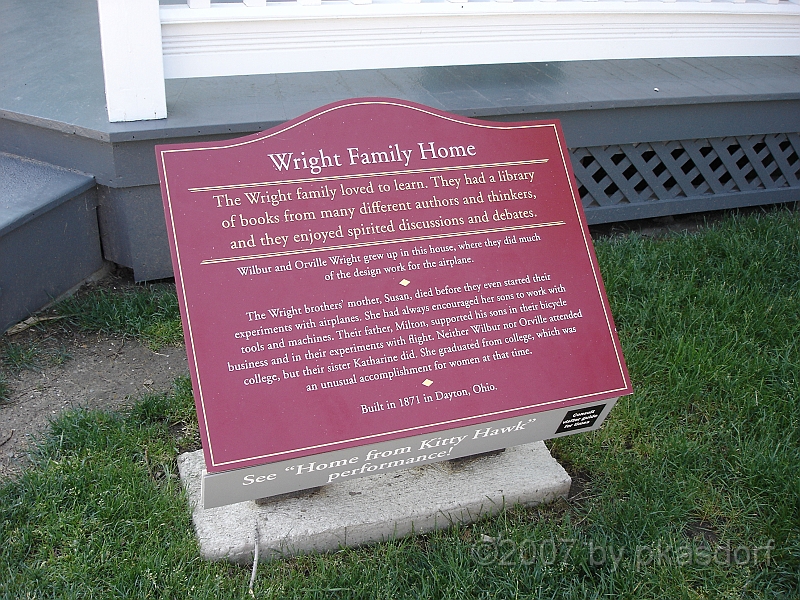 Wright Family Home
The Wright family loved to learn. They had a library
of books from many different authors and thinkers,
and they enjoyed spirited discussions and debates.
Wilbur and Orville Wright grew up in this house, where they did much
of the design work for the airplane.
The Wright brothers' mother, Susan, died before they even started their
experiments with airplanes. She had always encouraged her sons to work with
tools and machines. Their father, Milton, supported his sons in their bicycle
business and in their experiments with flight. Neither Wilbur nor Orville attended
college, but their sister Katharine did. She graduated from college, which was
an unusual accomplishment for women at that time.
Built in 1871 in Dayton, Ohio.
See "Home from Kitty Hawk"
performance!
Consult
visitor guide
for times
©2007 by pkasdorf